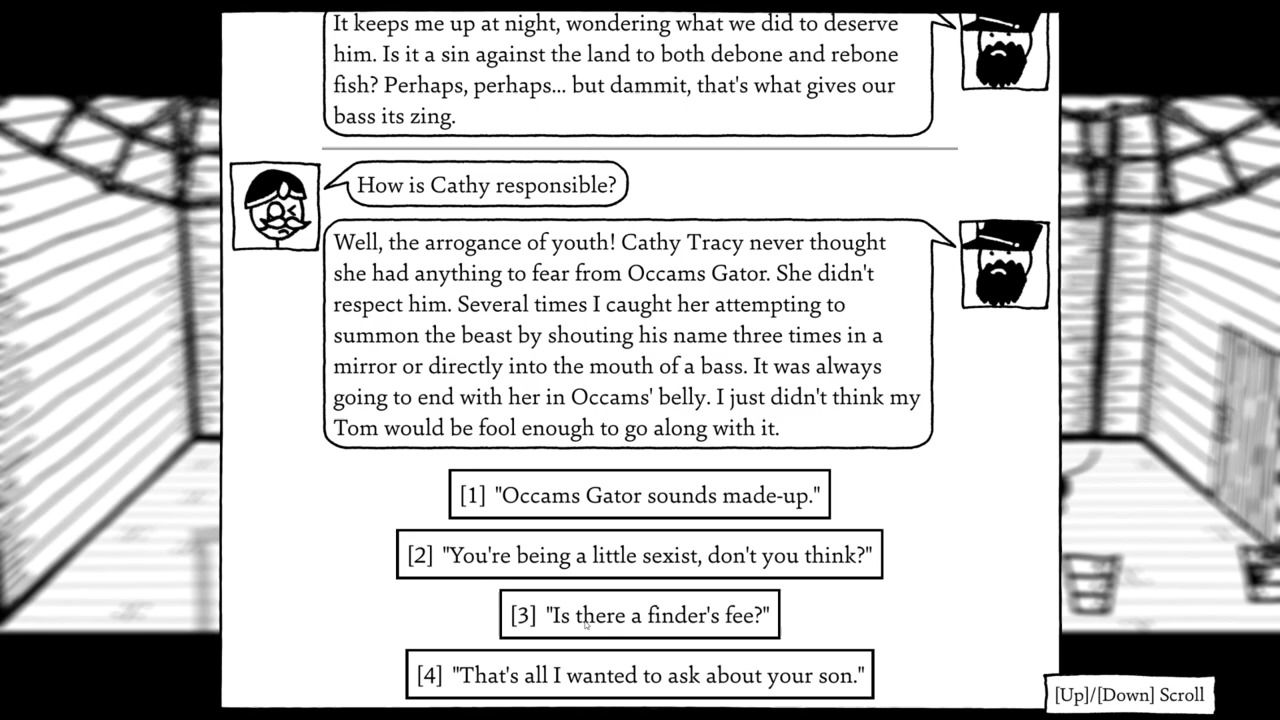 It keeps me up at night, wondering what we did to deserve
him. Is it a sin against the land to both debone and rebone
fish? Perhaps, perhaps... but dammit, that's what gives our
bass its zing.
How is Cathy responsible?
Well, the arrogance of youth! Cathy Tracy never thought
she had anything to fear from Occams Gator. She didn't
respect him. Several times I caught her attempting to
summon the beast by shouting his name three times in a
mirror or directly into the mouth of a bass. It was always
going to end with her in Occams' belly. I just didn't think my
Tom would be fool enough to go along with it.
[1] "Occams Gator sounds made-up."
[2] "You're being a little sexist, don't you think?"
[3] "Is there a finder's fee?"
[4] "That's all I wanted to ask about your son."
[Up]/[Down] Scroll